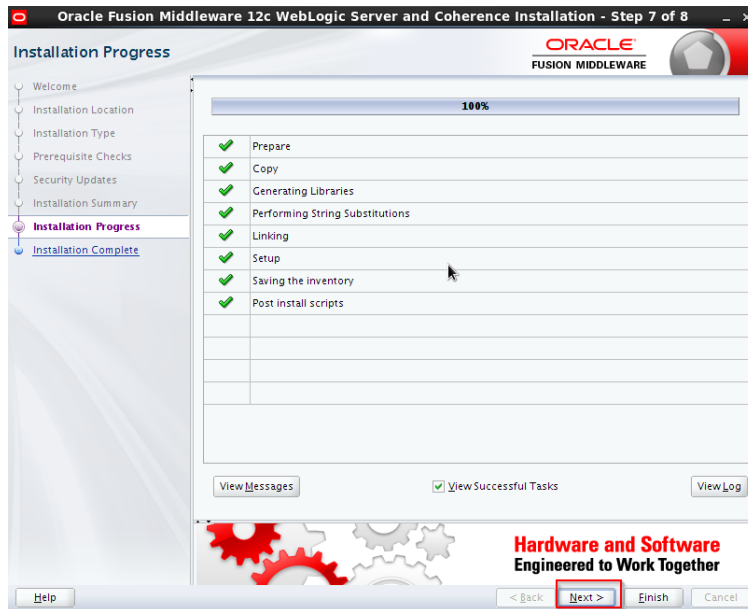 Oracle Fusion Middleware 12c WebLogic Server and Coherence Installation - Step 7 of 8
Installation Progress
ORACLE
FUSION MIDDLEWARE
Welcome
Installation Location
Installation Type
Prerequisite Checks
Security Updates
Installation Summary
Installation Progress
Installation Complete
100%
Prepare
Copy
Generating Libraries
Performing String Substitutions
Linking
Setup
Saving the inventory
Post install scripts
View Messages
View Successful Tasks
View Log
Hardware and Software
Engineered to Work Together
Help
< Back
Next >
Finish
Cancel